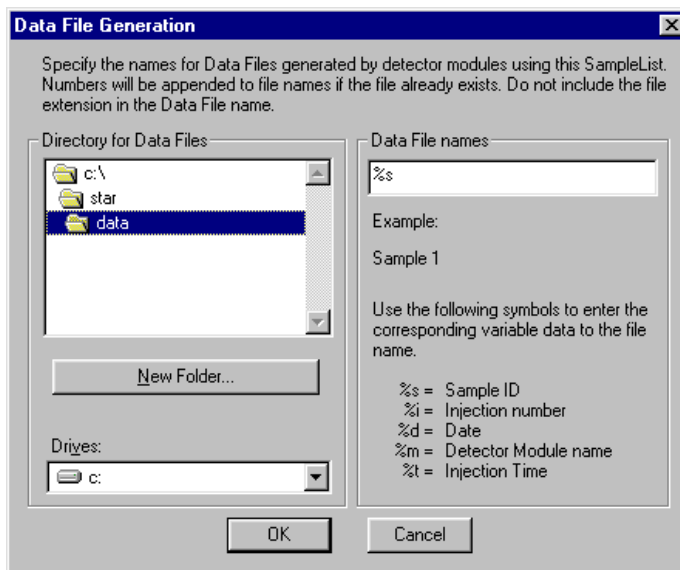 Data File Generation
Specify the names for Data Files generated by detector modules using this SampleList.
Numbers will be appended to file names if the file already exists. Do not include the file
extension in the Data File name.
Directory for Data Files
c:\
star
data
New Folder...
Drives:
c:
Data File names
%s
Example:
Sample 1
Use the following symbols to enter the
corresponding variable data to the file
name.
%s = Sample ID
%i = Injection number
%d = Date
%m = Detector Module name
%t = Injection Time
OK
Cancel